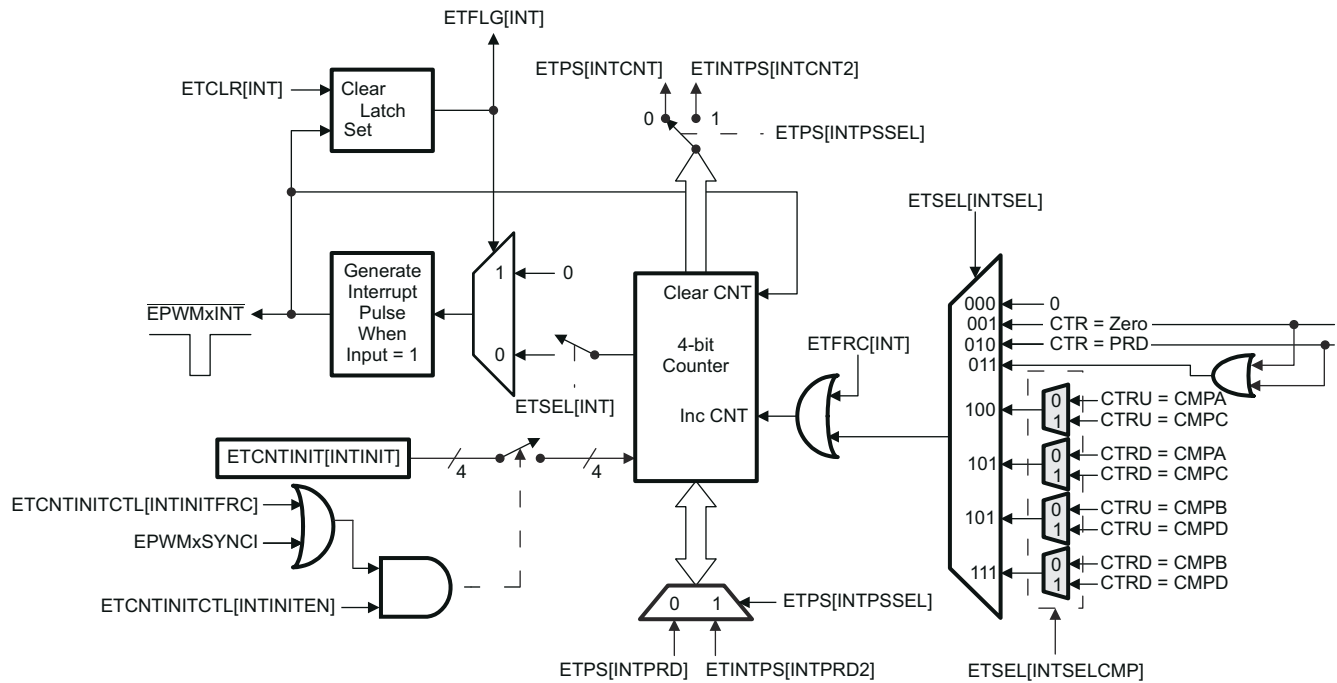 ETFLG[INT]
ETPS[INTCNT]
ETINTPS[INTCNT2]
ETCLR[INT]
Clear
Latch
Set
0
1
ETPS[INTPSSEL]
ETSEL[INTSEL]
Generate
Interrupt
Pulse
When
Input = 1
EPWMxINT
1
0
0
Clear CNT
4-bit
Counter
Inc CNT
ETSEL[INT]
ETFRC[INT]
000
0
001
CTR = Zero
010
CTR = PRD
011
100
0
CTRU = CMPA
1
CTRU = CMPC
101
0
CTRD = CMPA
1
CTRD = CMPC
101
0
CTRU = CMPB
1
CTRU = CMPD
111
0
CTRD = CMPB
1
CTRD = CMPD
ETCNTINIT[INTINIT]
4
4
ETCNTINITCTL[INTINITFRC]
EPWMxSYNCI
ETCNTINITCTL[INTINITEN]
0
1
ETPS[INTPSSEL]
ETPS[INTPRD]
ETINTPS[INTPRD2]
ETSEL[INTSELCMP]